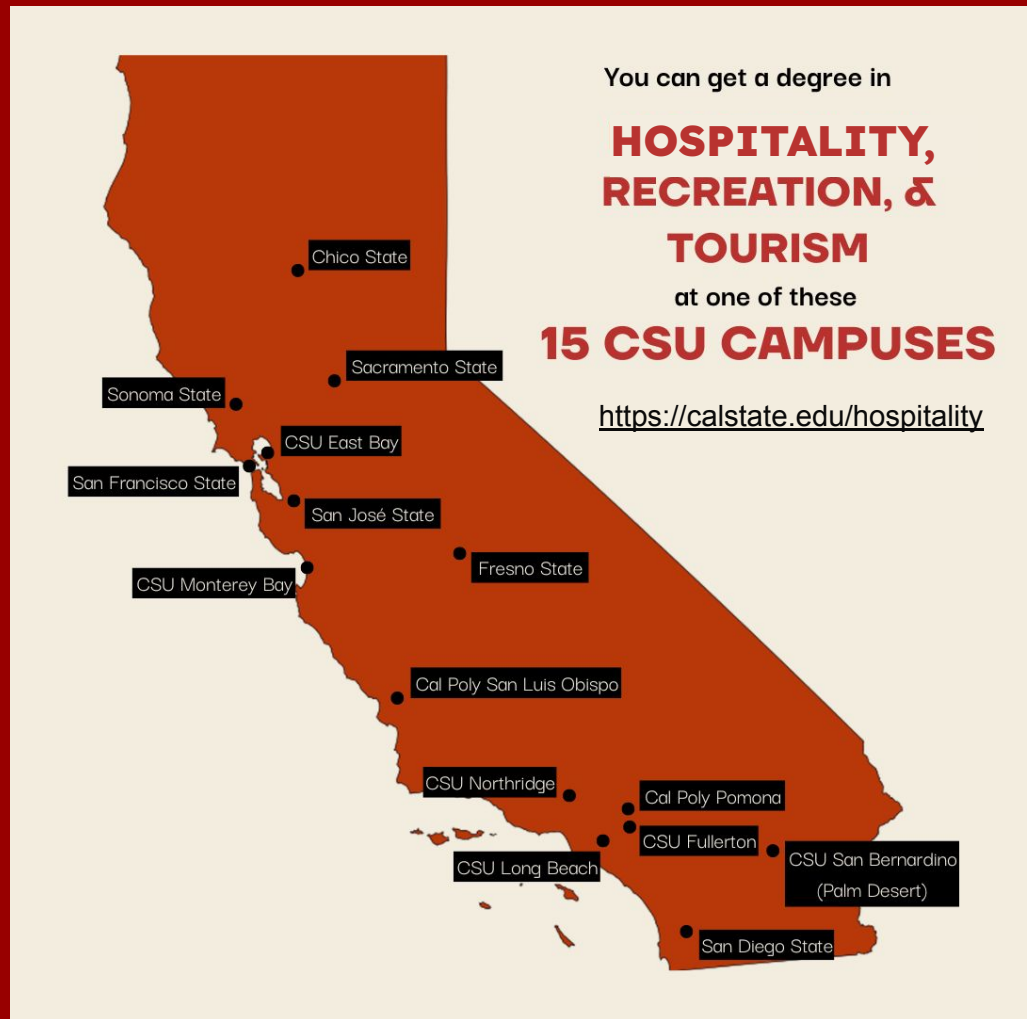 You can get a degree in
HOSPITALITY,
RECREATION, &
TOURISM
at one of these
15 CSU CAMPUSES
https://calstate.edu/hospitality
Chico State
Sacramento State
Sonoma State
CSU East Bay
San Francisco State
San José State
Fresno State
CSU Monterey Bay
Cal Poly San Luis Obispo
CSU Northridge
Cal Poly Pomona
CSU Fullerton
CSU San Bernardino
(Palm Desert)
CSU Long Beach
San Diego State